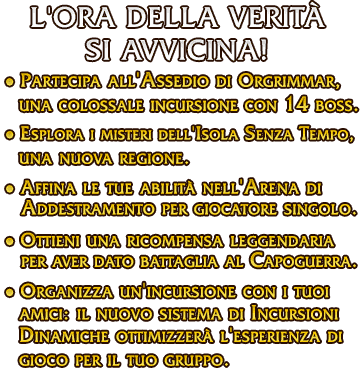 L'ORA DELLA VERITÀ
SI AVVICINA!
• Partecipa all'Assedio di Orgrimmar,
una colossale incursione con 14 boss.
• Esplora i misteri dell'Isola Senza Tempo,
una nuova regione.
• Affina le tue abilità nell'Arena di
Addestramento per giocatore singolo.
• Ottieni una ricompensa leggendaria
per aver dato battaglia al Capoguerra.
• Organizza un'incursione con i tuoi
amici: il nuovo sistema di Incursioni
Dinamiche ottimizzerà l'esperienza di
gioco per il tuo gruppo.